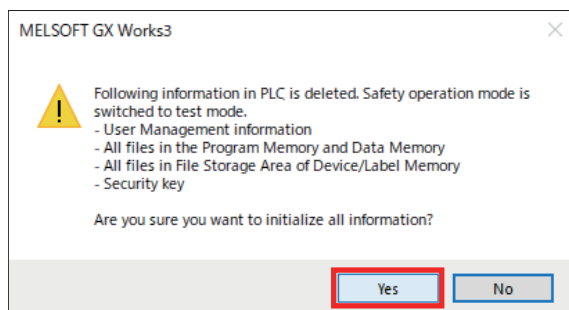 MELSOFT GX Works3
Following information in PLC is deleted. Safety operation mode is
switched to test mode.
- User Management information
- All files in the Program Memory and Data Memory
- All files in File Storage Area of Device/Label Memory
- Security key
Are you sure you want to initialize all information?
Yes
No